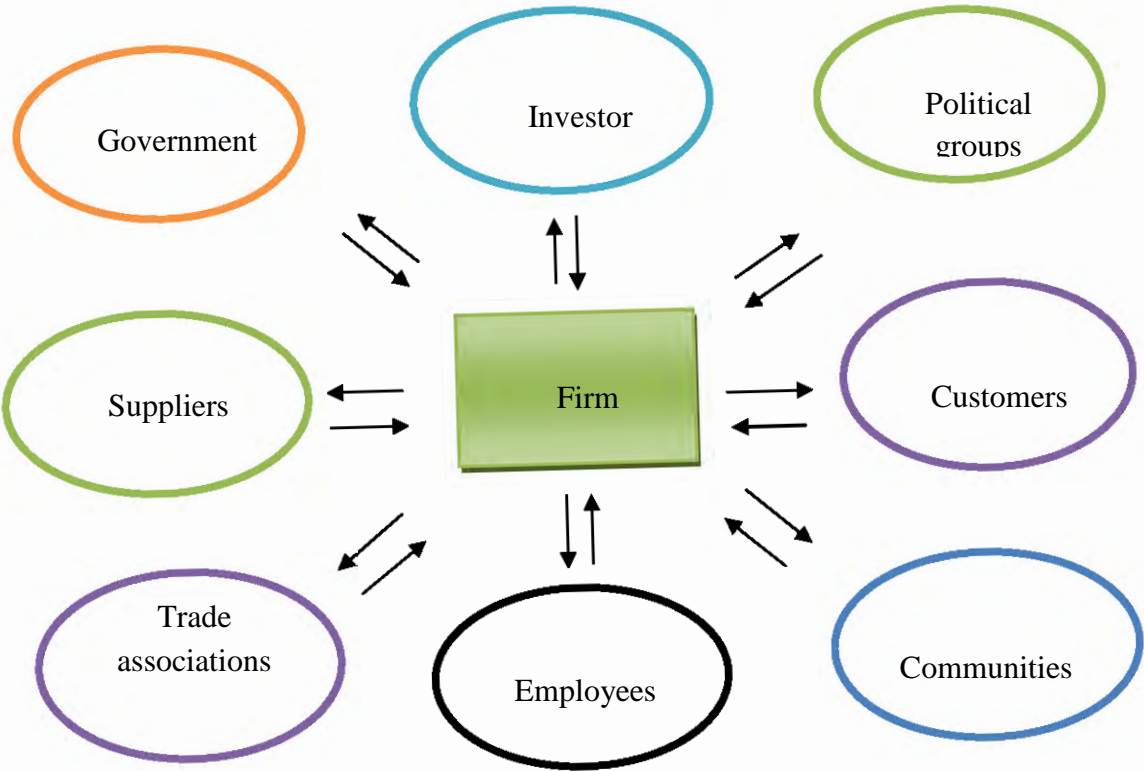 Government
Investor
Political
groups
Suppliers
Firm
Customers
Trade
associations
Employees
Communities